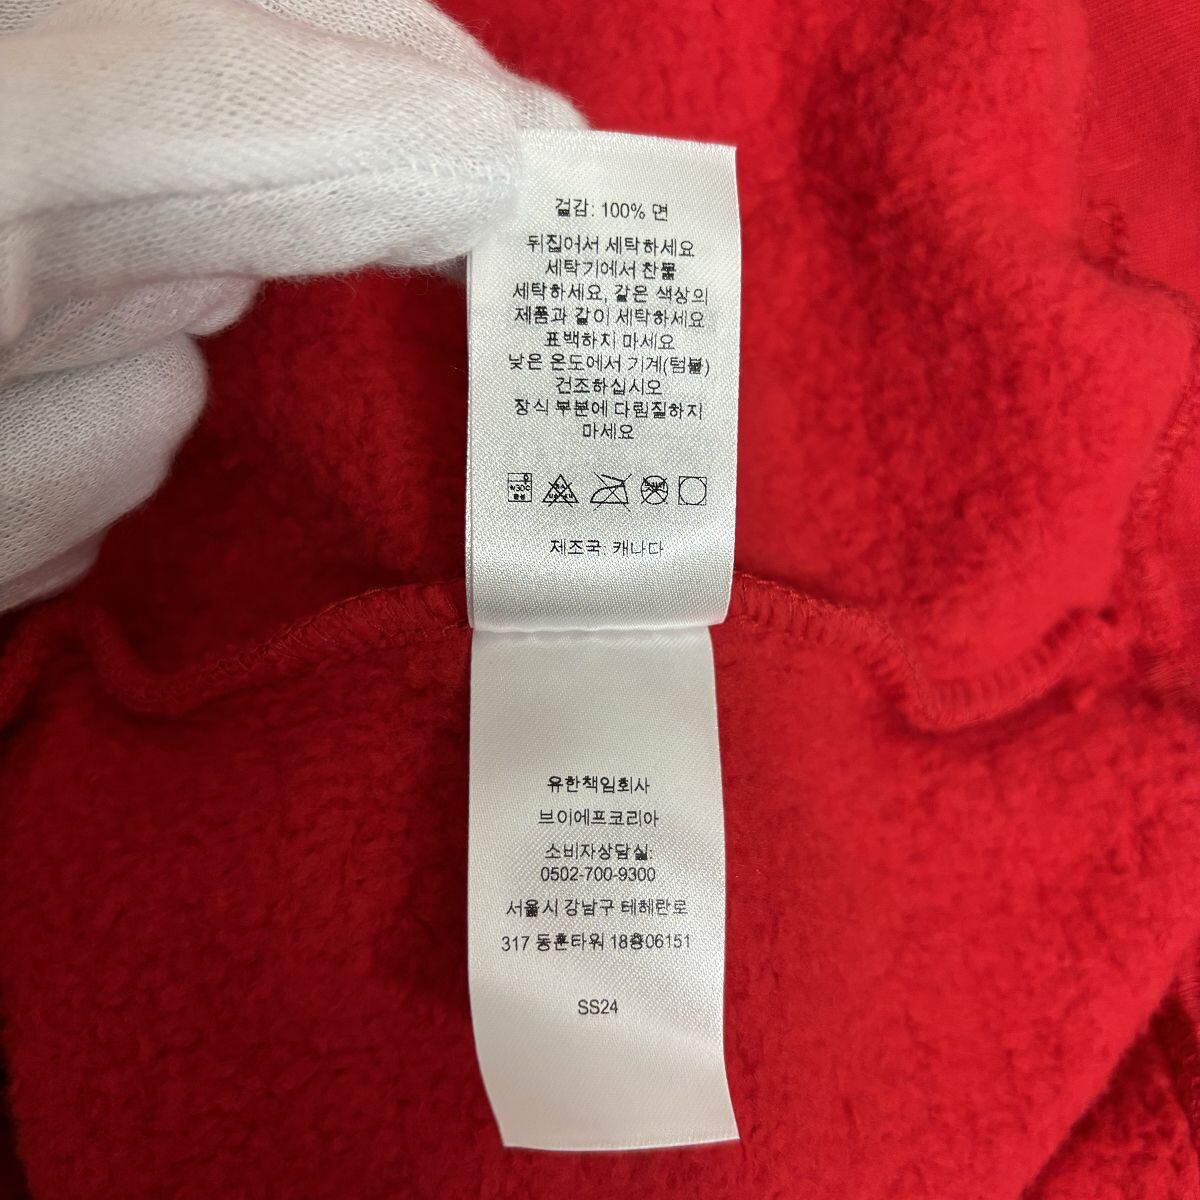 겉감: 100% 면
뒤집어서 세탁하세요
세탁기에서 찬물
세탁하세요, 같은 색상의
제품과 같이 세탁하세요
표백하지 마세요
낮은 온도에서 기계(텀블)
건조하십시오
장식 부분에 다림질하지
마세요
제조국: 캐나다
유한책임회사
브이에프코리아
소비자상담실:
0502-700-9300
서울시 강남구 테헤란로
317 동훈타워 18층06151
SS24